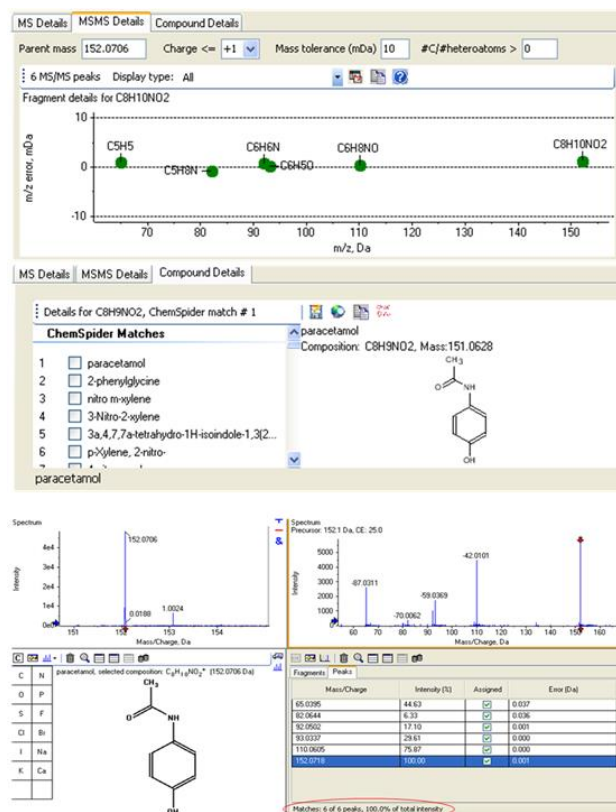 MS Details MSMS Details Compound Details
Parent mass 152.0706 Charge <= +1 Mass tolerance (mDa) 10 #C/#heteroatoms > 0
6 MS/MS peaks Display type: All
Fragment details for C8H10NO2
10
C5H5 C6H6N C6H8NO C8H10NO2
0
C5H8N C6H5O
-10
m/z error, mDa
70 80 90 100 110 120 130 140 150
m/z, Da
MS Details MSMS Details Compound Details
Details for C8H9NO2, ChemSpider match # 1
ChemSpider Matches
1 paracetamol
2 2-phenylglycine
3 nitro m-xylene
4 3-Nitro-2-xylene
5 3a,4,7,7a-tetrahydro-1H-isoindole-1,3(2...
6 p-Xylene, 2-nitro-
paracetamol
Composition: C8H9NO2, Mass:151.0628
CH3
O NH
OH
paracetamol
Spectrum
4e4
3e4
2e4
1e4
0e0
Intensity
152.0706
0.0188
1.0024
151 152 153 154
Mass/Charge, Da
Spectrum
Precursor: 152.1 Da, CE: 25.0
5000
4000
3000
2000
1000
0
Intensity
-87.0311
-70.0062
-59.0369
-42.0101
60 70 80 90 100 110 120 130 140 150 160
Mass/Charge, Da
C N
O P
S F
Cl Br
I Na
K Ca
paracetamol, selected composition: C8H10NO2+ (152.0706 Da)
CH3
O NH
OH
Fragments Peaks
Mass/Charge Intensity (%) Assigned Error (Da)
65.0395 44.63 0.037
82.0644 6.33 0.036
92.0502 17.10 0.001
93.0337 29.61 0.000
110.0605 75.87 0.000
152.0718 100.00 0.001
Matches: 6 of 6 peaks, 100.0% of total intensity